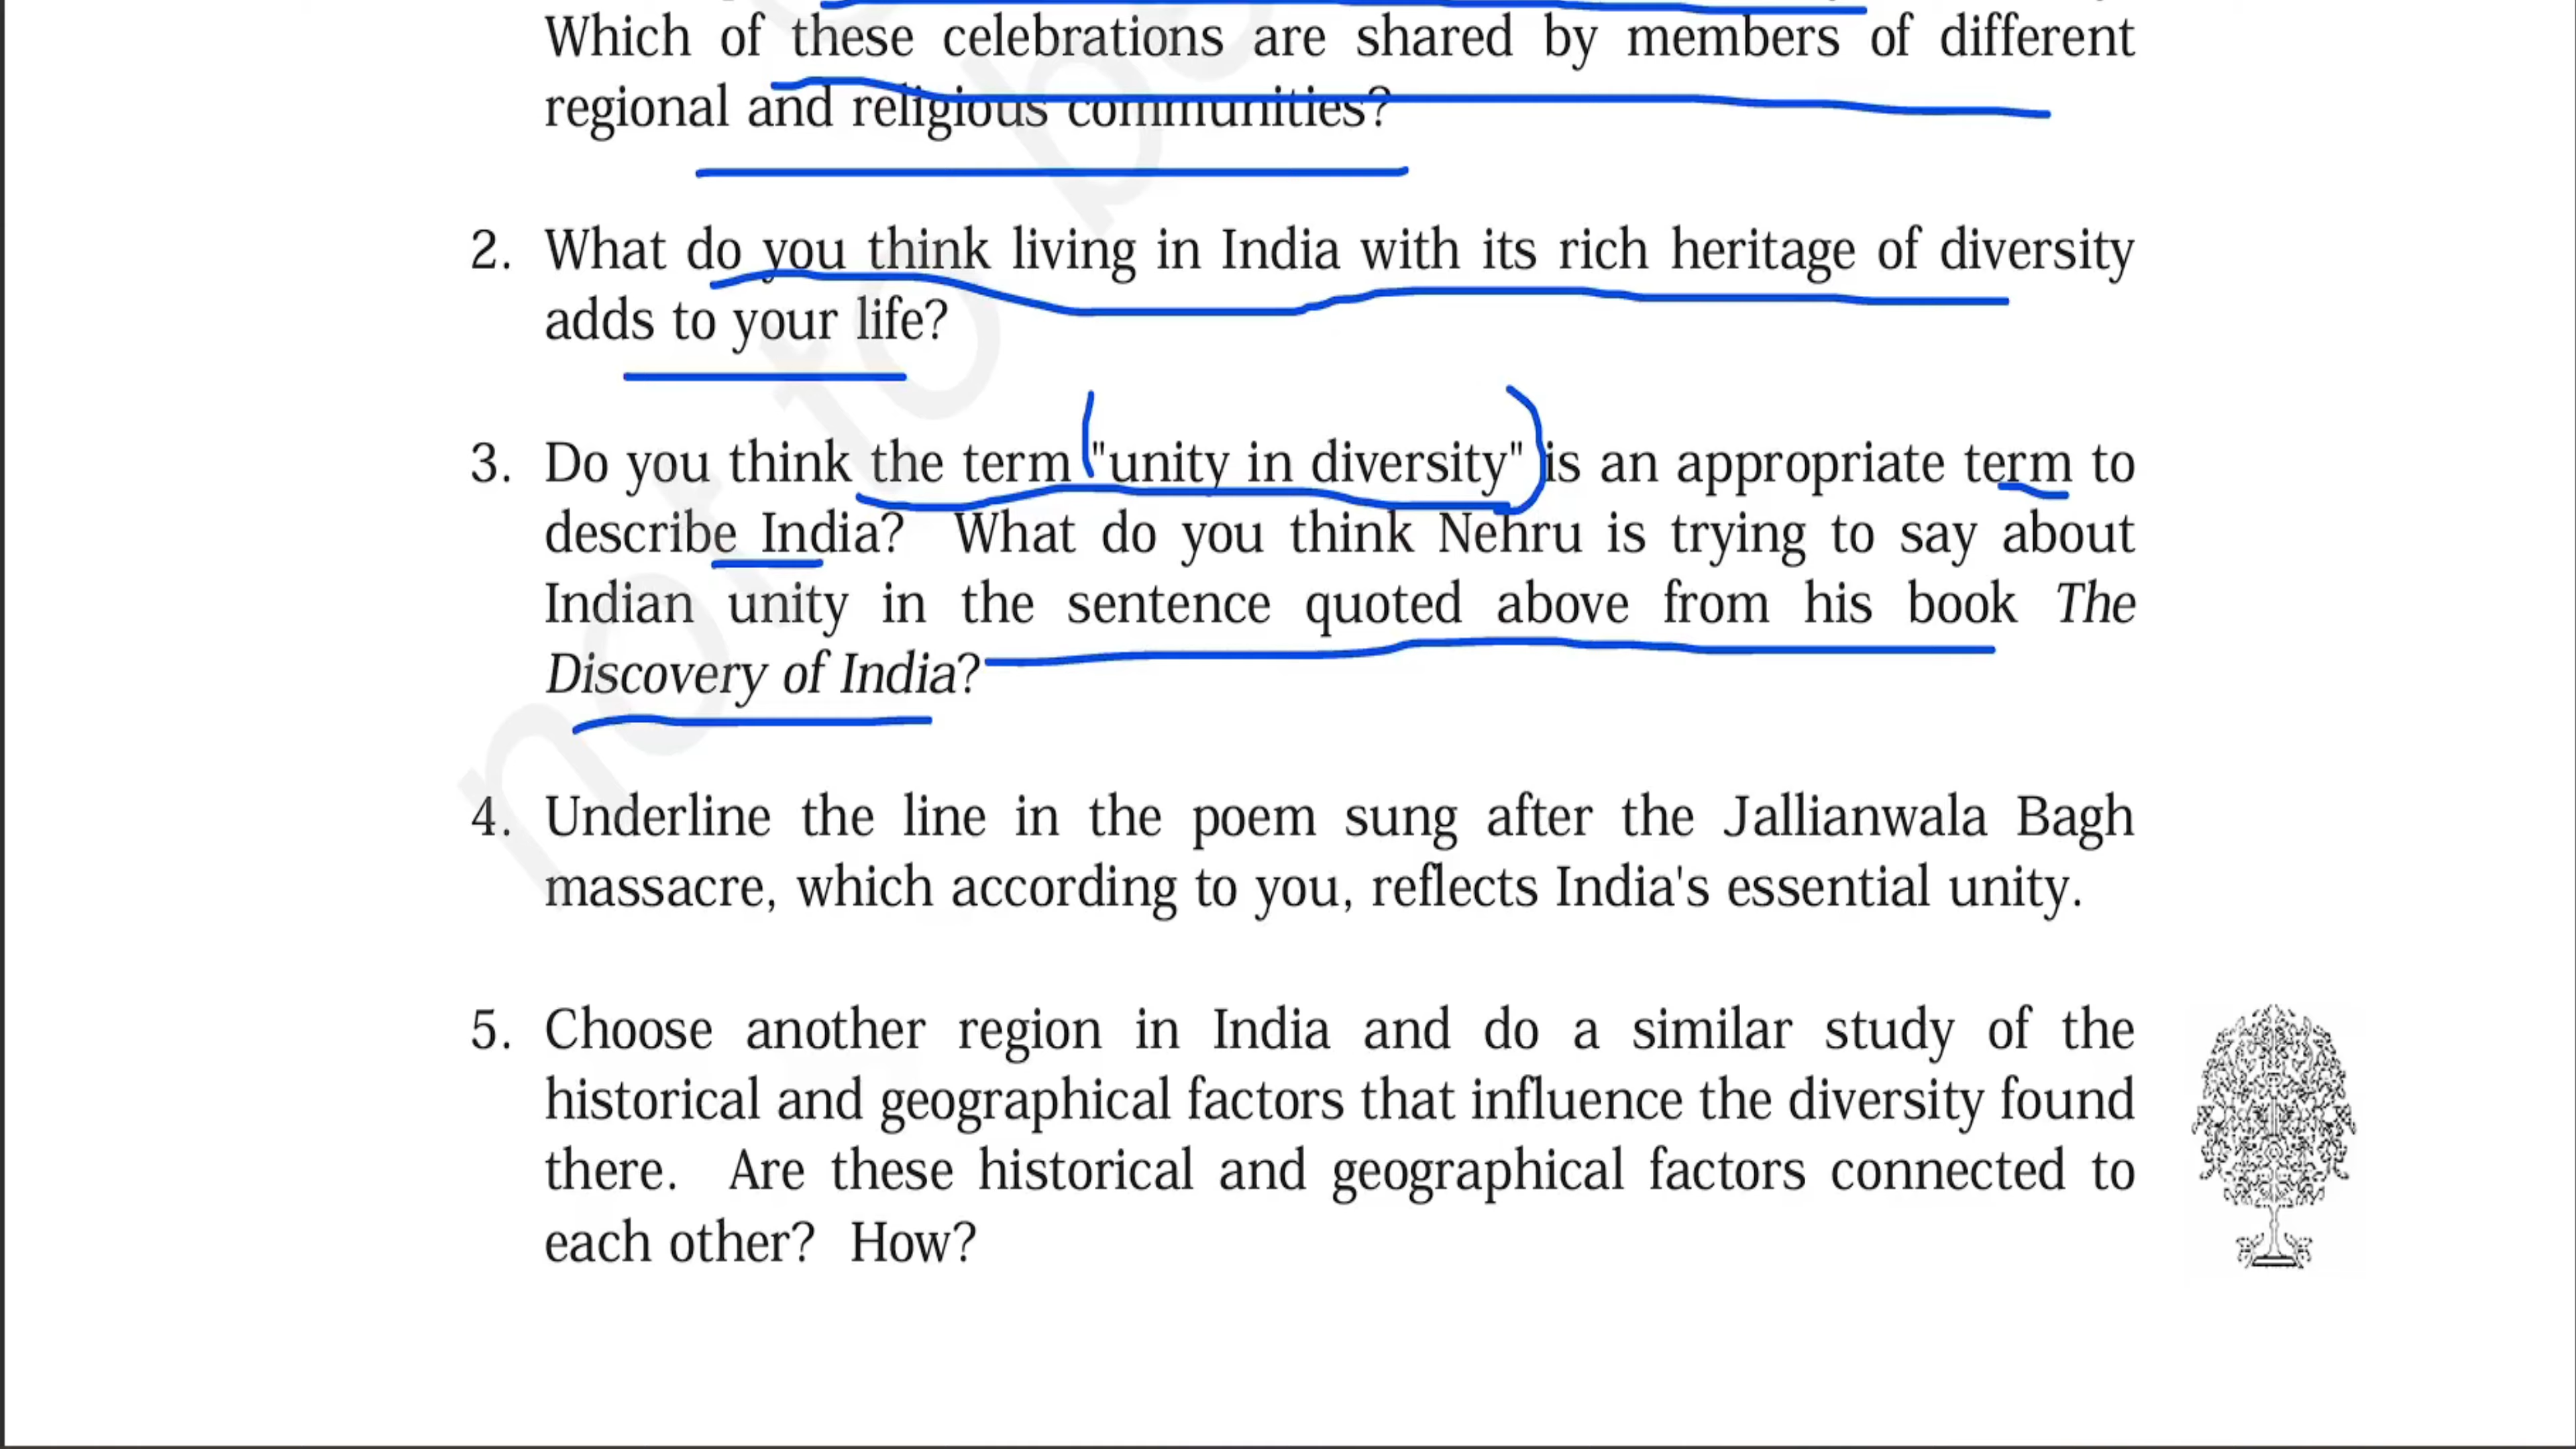 Which of these celebrations are shared by members of different
regional and religious communities?
2. What do you think living in India with its rich heritage of diversity
adds to your life?
3. Do you think the term "unity in diversity" is an appropriate term to
describe India? What do you think Nehru is trying to say about
Indian unity in the sentence quoted above from his book The
Discovery of India?
4. Underline the line in the poem sung after the Jallianwala Bagh
massacre, which according to you, reflects India's essential unity.
5. Choose another region in India and do a similar study of the
historical and geographical factors that influence the diversity found
there. Are these historical and geographical factors connected to
each other? How?
not to be